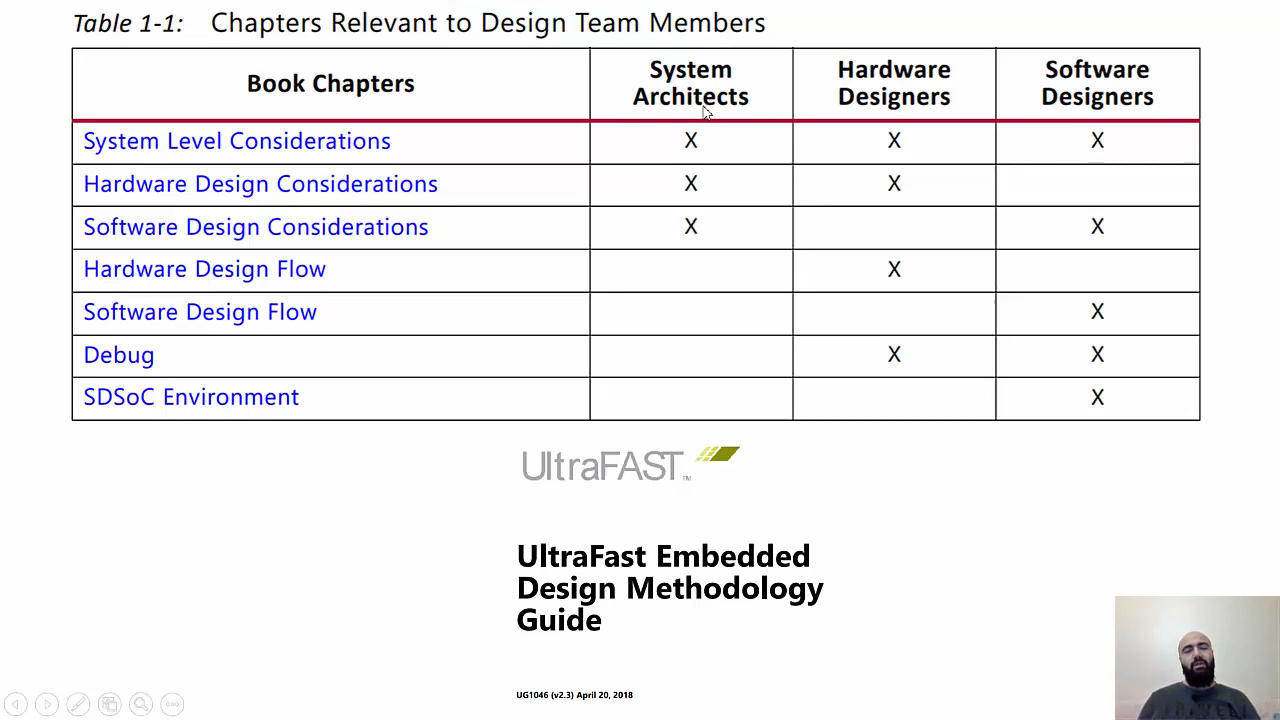 Table 1-1: Chapters Relevant to Design Team Members
Book Chapters System Architects Hardware Designers Software Designers
System Level Considerations X X X
Hardware Design Considerations X X
Software Design Considerations X X
Hardware Design Flow X
Software Design Flow X
Debug X X
SDSoC Environment X
UltraFAST™
UltraFast Embedded
Design Methodology
Guide
UG1046 (v2.3) April 20, 2018